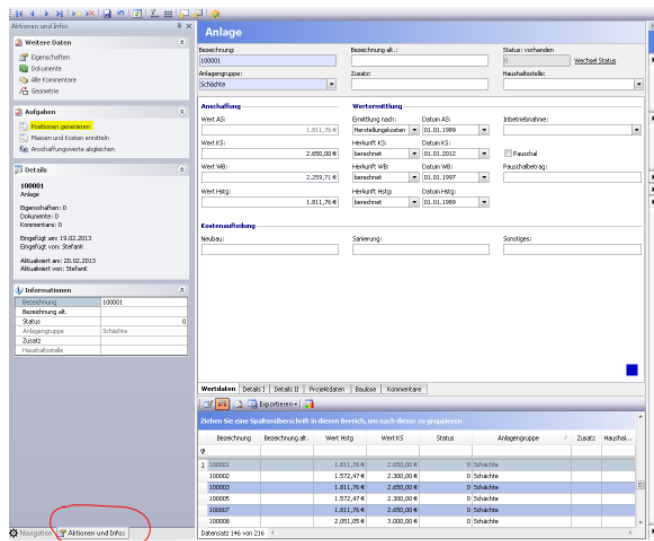 Aktionen und Infos
Weitere Daten
Eigenschaften
Dokumente
Alle Kommentare
Geometrie
Aufgaben
Positionen generieren
Massen und Kosten ermitteln
Anschaffungswerte abgleichen
Details
100001
Anlage
Eigenschaften: 0
Dokumente: 0
Kommentare: 0
Eingefügt am: 19.02.2013
Eingefügt von: StefanK
Aktualisiert am: 20.02.2013
Aktualisiert von: StefanK
Informationen
Bezeichnung 100001
Bezeichnung alt.
Status 0
Anlagengruppe Schächte
Zusatz
Haushaltsstelle
Navigation Aktionen und Infos
Anlage
Bezeichnung: Bezeichnung alt.: Status: vorhanden
100001 0 Wechsel Status
Anlagengruppe: Zusatz: Haushaltsstelle:
Schächte
Anschaffung Wertermittlung
Wert AS: Ermittlung nach: Datum AS: Inbetriebnahme:
1.811,76 € Herstellungskosten 01.01.1989
Wert KS: Herkunft KS: Datum KS:
2.650,00 € berechnet 01.01.2012 Pauschal
Wert WB: Herkunft WB: Datum WB: Pauschalbetrag:
2.259,71 € berechnet 01.01.1997
Wert Hstg: Herkunft Hstg: Datum Hstg:
1.811,76 € berechnet 01.01.1989
Kostenaufteilung
Neubau: Sanierung: Sonstiges:
Wertdaten Details I Details II Projektdaten Baulose Kommentare
Exportieren
Ziehen Sie eine Spaltenüberschrift in diesen Bereich, um nach dieser zu gruppieren
Bezeichnung Bezeichnung alt. Wert Hstg Wert KS Status Anlagengruppe Zusatz Haushal...
100001 1.811,76 € 2.650,00 € 0 Schächte
100002 1.572,47 € 2.300,00 € 0 Schächte
100003 1.811,76 € 2.650,00 € 0 Schächte
100005 1.572,47 € 2.300,00 € 0 Schächte
100007 1.811,76 € 2.650,00 € 0 Schächte
100008 2.051,05 € 3.000,00 € 0 Schächte
Datensatz 146 von 216